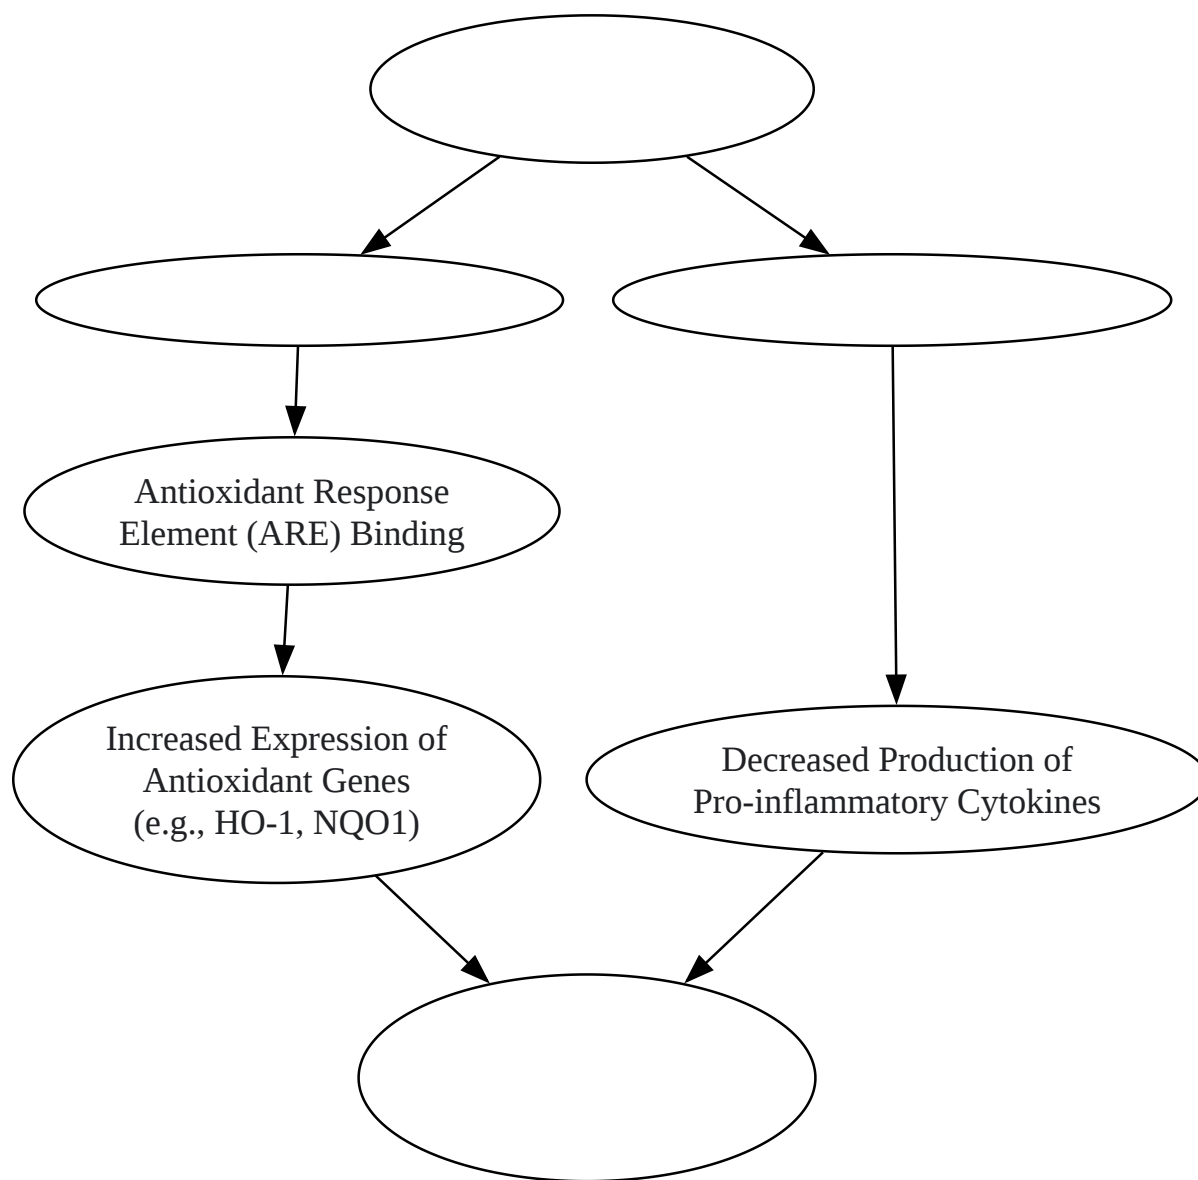 Antioxidant Response
Element (ARE) Binding
Increased Expression of
Antioxidant Genes
(e.g., HO-1, NQO1)
Decreased Production of
Pro-inflammatory Cytokines